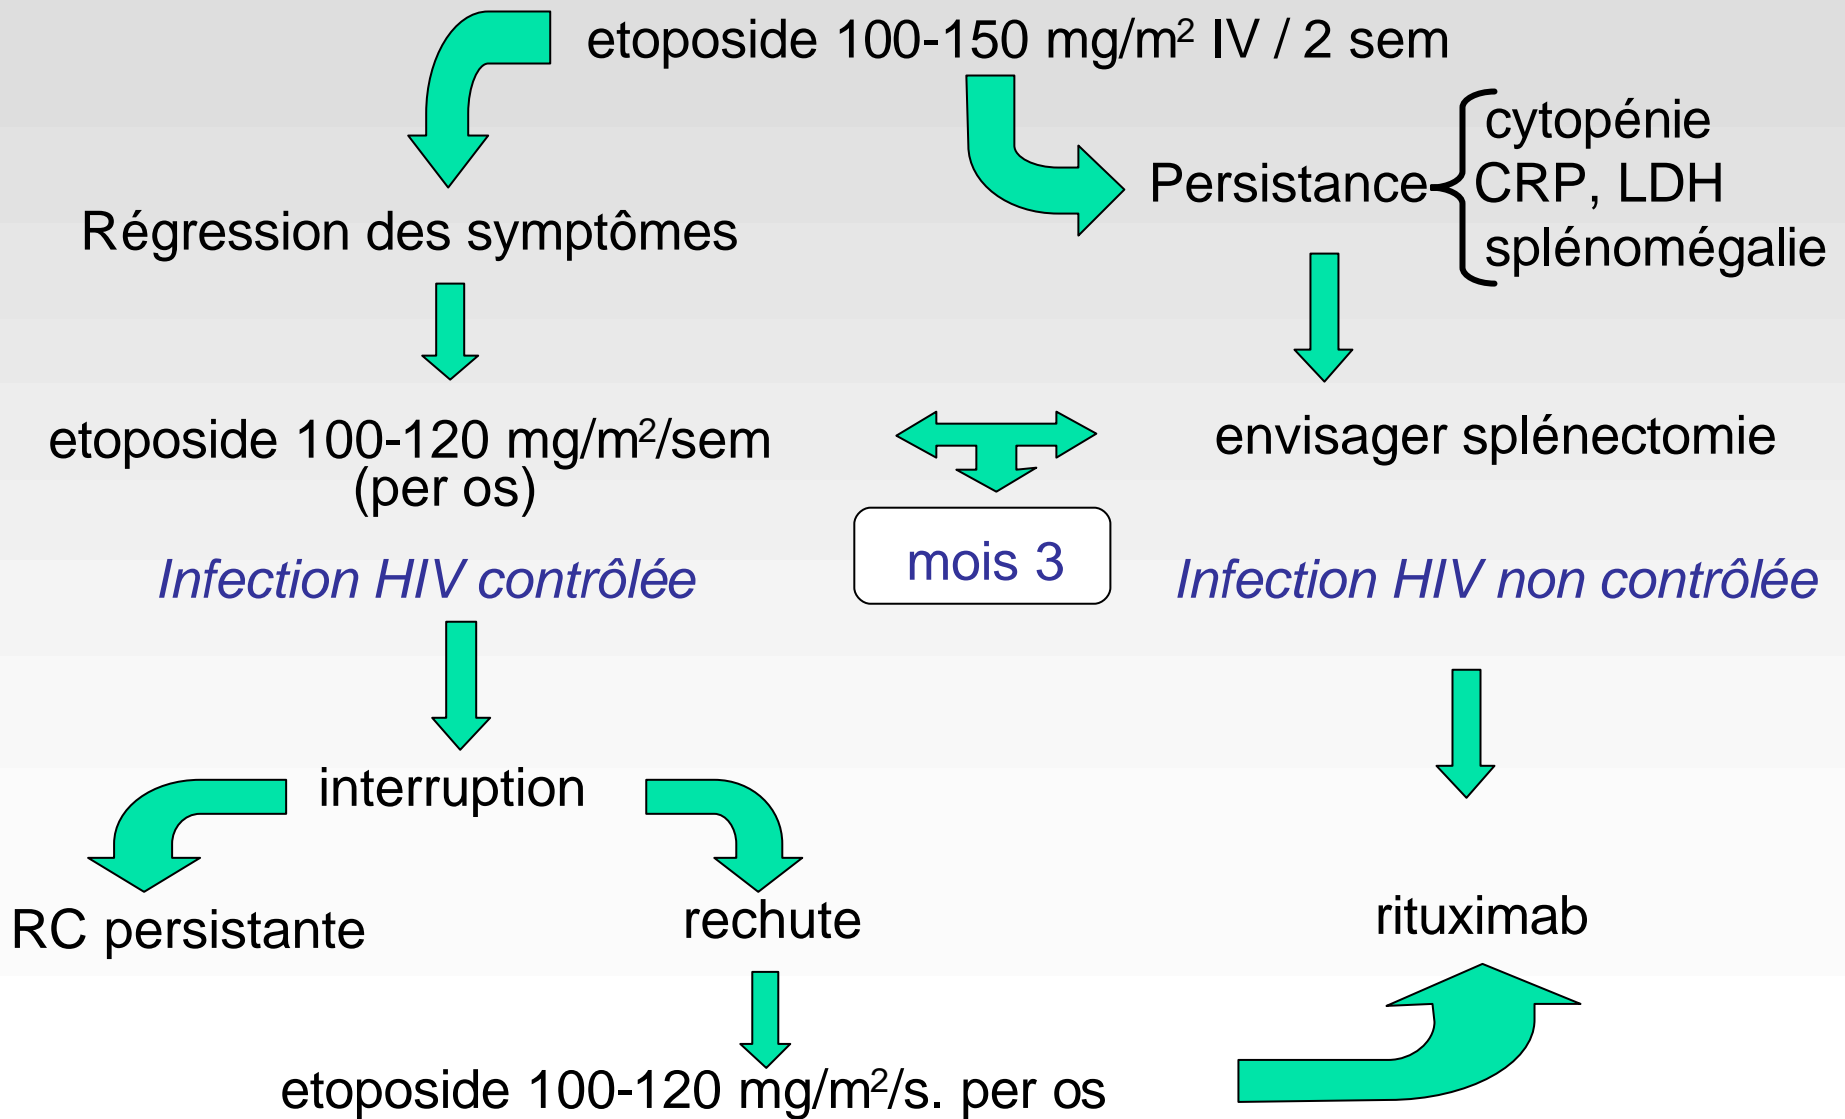 etoposide 100-150 mg/m² IV / 2 sem
cytopénie
Persistance CRP, LDH
splénomégalie
Régression des symptômes
etoposide 100-120 mg/m²/sem
(per os)
envisager splénectomie
mois 3
Infection HIV contrôlée
Infection HIV non contrôlée
interruption
RC persistante
rechute
rituximab
etoposide 100-120 mg/m²/s. per os